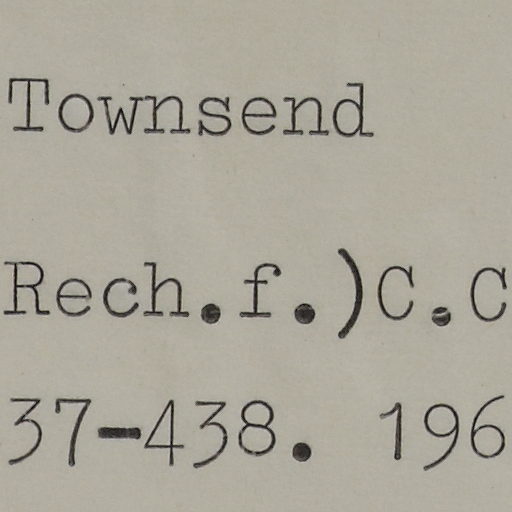 Townsend
Rech.f.)C.C
37-438. 196